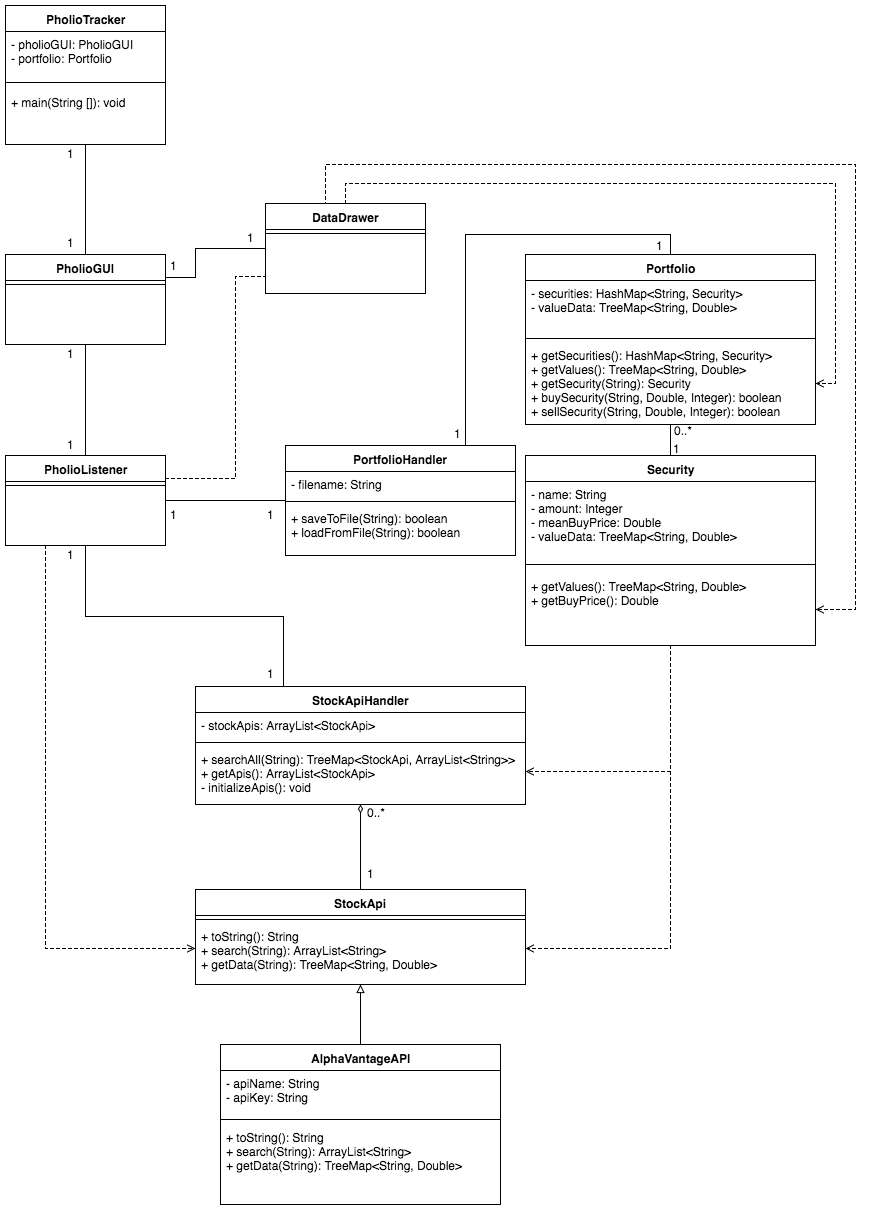 PholioTracker
- pholioGUI: PholioGUI
- portfolio: Portfolio
+ main(String []): void
1
1
PholioGUI
1
1
DataDrawer
1
Portfolio
- securities: HashMap<String, Security>
- valueData: TreeMap<String, Double>
+ getSecurities(): HashMap<String, Security>
+ getValues(): TreeMap<String, Double>
+ getSecurity(String): Security
+ buySecurity(String, Double, Integer): boolean
+ sellSecurity(String, Double, Integer): boolean
1
1
0..*
1
1
PholioListener
PortfolioHandler
- filename: String
+ saveToFile(String): boolean
+ loadFromFile(String): boolean
1
1
Security
- name: String
- amount: Integer
- meanBuyPrice: Double
- valueData: TreeMap<String, Double>
+ getValues(): TreeMap<String, Double>
+ getBuyPrice(): Double
1
1
StockApiHandler
- stockApis: ArrayList<StockApi>
+ searchAll(String): TreeMap<StockApi, ArrayList<String>>
+ getApis(): ArrayList<StockApi>
- initializeApis(): void
0..*
1
StockApi
+ toString(): String
+ search(String): ArrayList<String>
+ getData(String): TreeMap<String, Double>
AlphaVantageAPI
- apiName: String
- apiKey: String
+ toString(): String
+ search(String): ArrayList<String>
+ getData(String): TreeMap<String, Double>